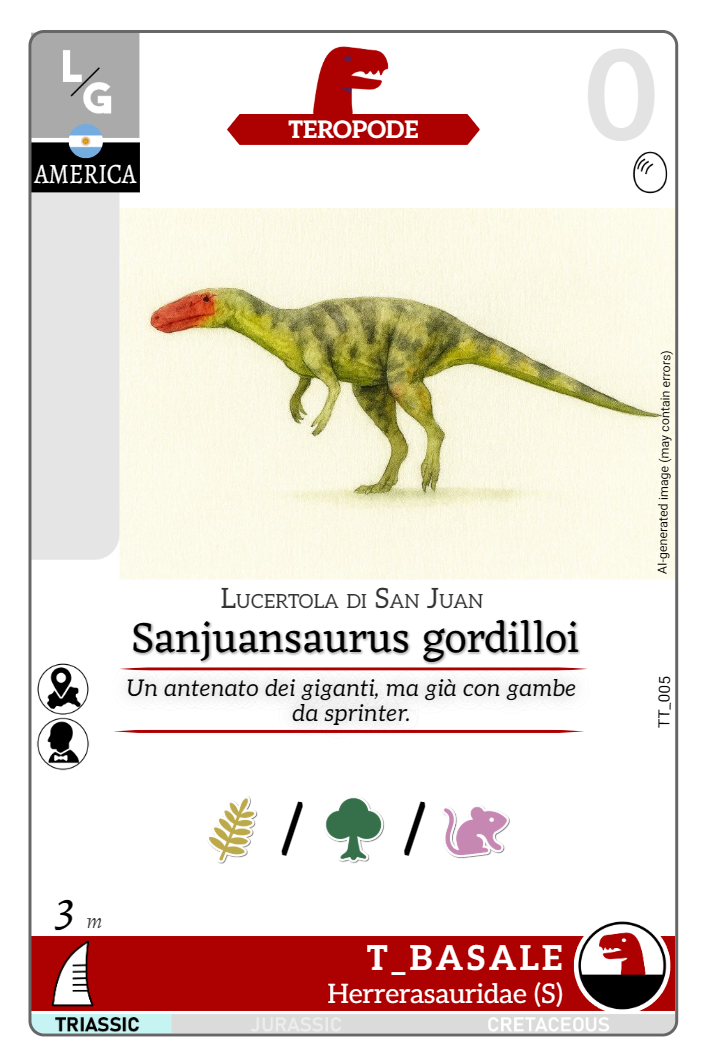 L/G
TEROPODE
0
AMERICA
AI-generated image (may contain errors)
LUCERTOLA DI SAN JUAN
Sanjuansaurus gordilloi
Un antenato dei giganti, ma già con gambe
da sprinter.
TT_005
3 m
T_BASALE
Herrerasauridae (S)
TRIASSIC JURASSIC CRETACEOUS